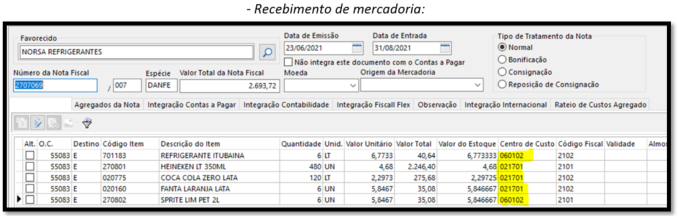 - Recebimento de mercadoria:
Favorecido
NORSA REFRIGERANTES
Data de Emissão
23/06/2021
Data de Entrada
31/08/2021
Não integra este documento com o Contas a Pagar
Tipo de Tratamento da Nota
Normal
Bonificação
Consignação
Reposição de Consignação
Número da Nota Fiscal
2707069 / 007
Espécie
DANFE
Valor Total da Nota Fiscal
2.693,72
Moeda
Origem da Mercadoria
Agregados da Nota Integração Contas a Pagar Integração Contabilidade Integração Fiscall Flex Observação Integração Internacional Rateio de Custos Agregado
Alt. O.C. Destino Código Item Descrição do Item Quantidade Unid. Valor Unitário Valor Total Valor do Estoque Centro de Custo Código Fiscal Validade Almo
55083 E 701183 REFRIGERANTE ITUBAINA 6 LT 6,7733 40,64 6,773333 060102 2102
55083 E 270801 HEINEKEN LT 350ML 480 UN 4,68 2.246,40 4,68 021701 2101
55083 E 020775 COCA COLA ZERO LATA 120 LT 2,2973 275,68 2,29725 021701 2102
55083 E 020160 FANTA LARANJA LATA 6 UN 5,8467 35,08 5,846667 021701 2102
55083 E 270802 SPRITE LIM PET 2L 6 UN 5,8467 35,08 5,846667 060102 2101